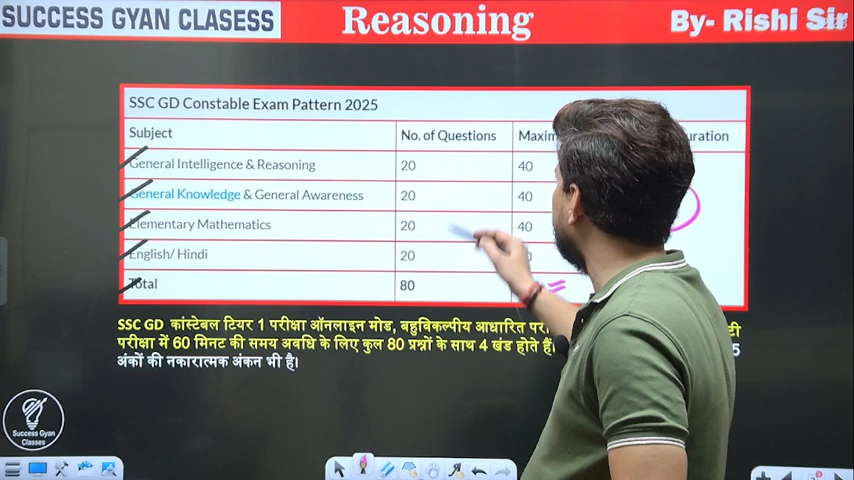 SUCCESS GYAN CLASESS
Reasoning
By- Rishi Sir
SSC GD Constable Exam Pattern 2025
Subject No. of Questions Maxim uration
General Intelligence & Reasoning 20 40
General Knowledge & General Awareness 20 40
Elementary Mathematics 20 40
English/ Hindi 20
Total 80
SSC GD कांस्टेबल टियर 1 परीक्षा ऑनलाइन मोड, बहुविकल्पीय आधारित टी
परीक्षा में 60 मिनट की समय अवधि के लिए कुल 80 प्रश्नों के साथ 4 खंड होते हैं। 5
अंकों की नकारात्मक अंकन भी है।
Success Gyan
Classes